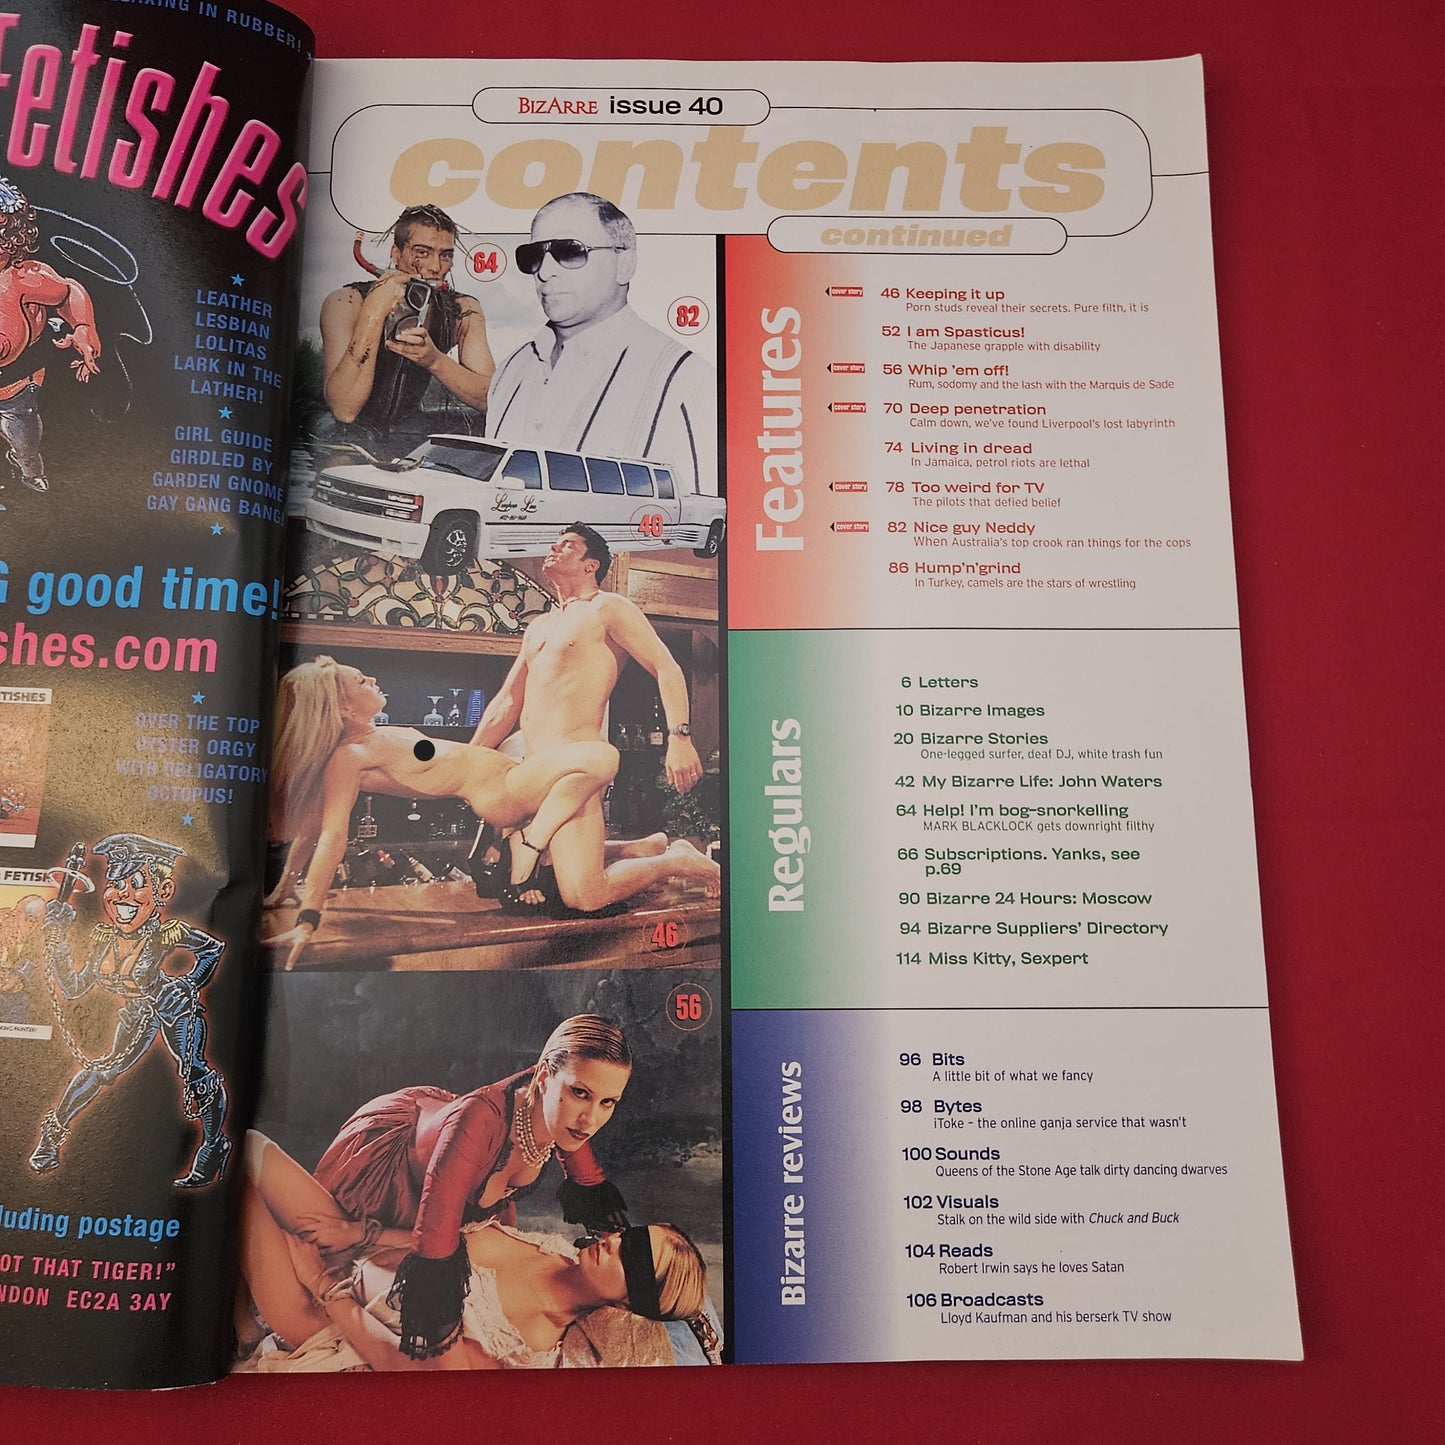 RELAXING IN RUBBER!
Fetishes
LEATHER
LESBIAN
LOLITAS
LARK IN THE
LATHER!
GIRL GUIDE
GIRDLED BY
GARDEN GNOME
GAY GANG BANG!
G good time!
shes.com
ETISHES
OVER THE TOP
OYSTER ORGY
WITH OBLIGATORY
OCTOPUS!
FETISH
luding postage
OT THAT TIGER!”
NDON EC2A 3AY
BIZARRE issue 40
contents
continued
64
82
40
46
56
Features
cover story
46 Keeping it up
Porn studs reveal their secrets. Pure filth, it is
52 I am Spasticus!
The Japanese grapple with disability
cover story
56 Whip 'em off!
Rum, sodomy and the lash with the Marquis de Sade
cover story
70 Deep penetration
Calm down, we've found Liverpool's lost labyrinth
74 Living in dread
In Jamaica, petrol riots are lethal
cover story
78 Too weird for TV
The pilots that defied belief
cover story
82 Nice guy Neddy
When Australia's top crook ran things for the cops
86 Hump'n'grind
In Turkey, camels are the stars of wrestling
Regulars
6 Letters
10 Bizarre Images
20 Bizarre Stories
One-legged surfer, deaf DJ, white trash fun
42 My Bizarre Life: John Waters
64 Help! I'm bog-snorkelling
MARK BLACKLOCK gets downright filthy
66 Subscriptions. Yanks, see
p.69
90 Bizarre 24 Hours: Moscow
94 Bizarre Suppliers' Directory
114 Miss Kitty, Sexpert
Bizarre reviews
96 Bits
A little bit of what we fancy
98 Bytes
iToke - the online ganja service that wasn't
100 Sounds
Queens of the Stone Age talk dirty dancing dwarves
102 Visuals
Stalk on the wild side with Chuck and Buck
104 Reads
Robert Irwin says he loves Satan
106 Broadcasts
Lloyd Kaufman and his berserk TV show